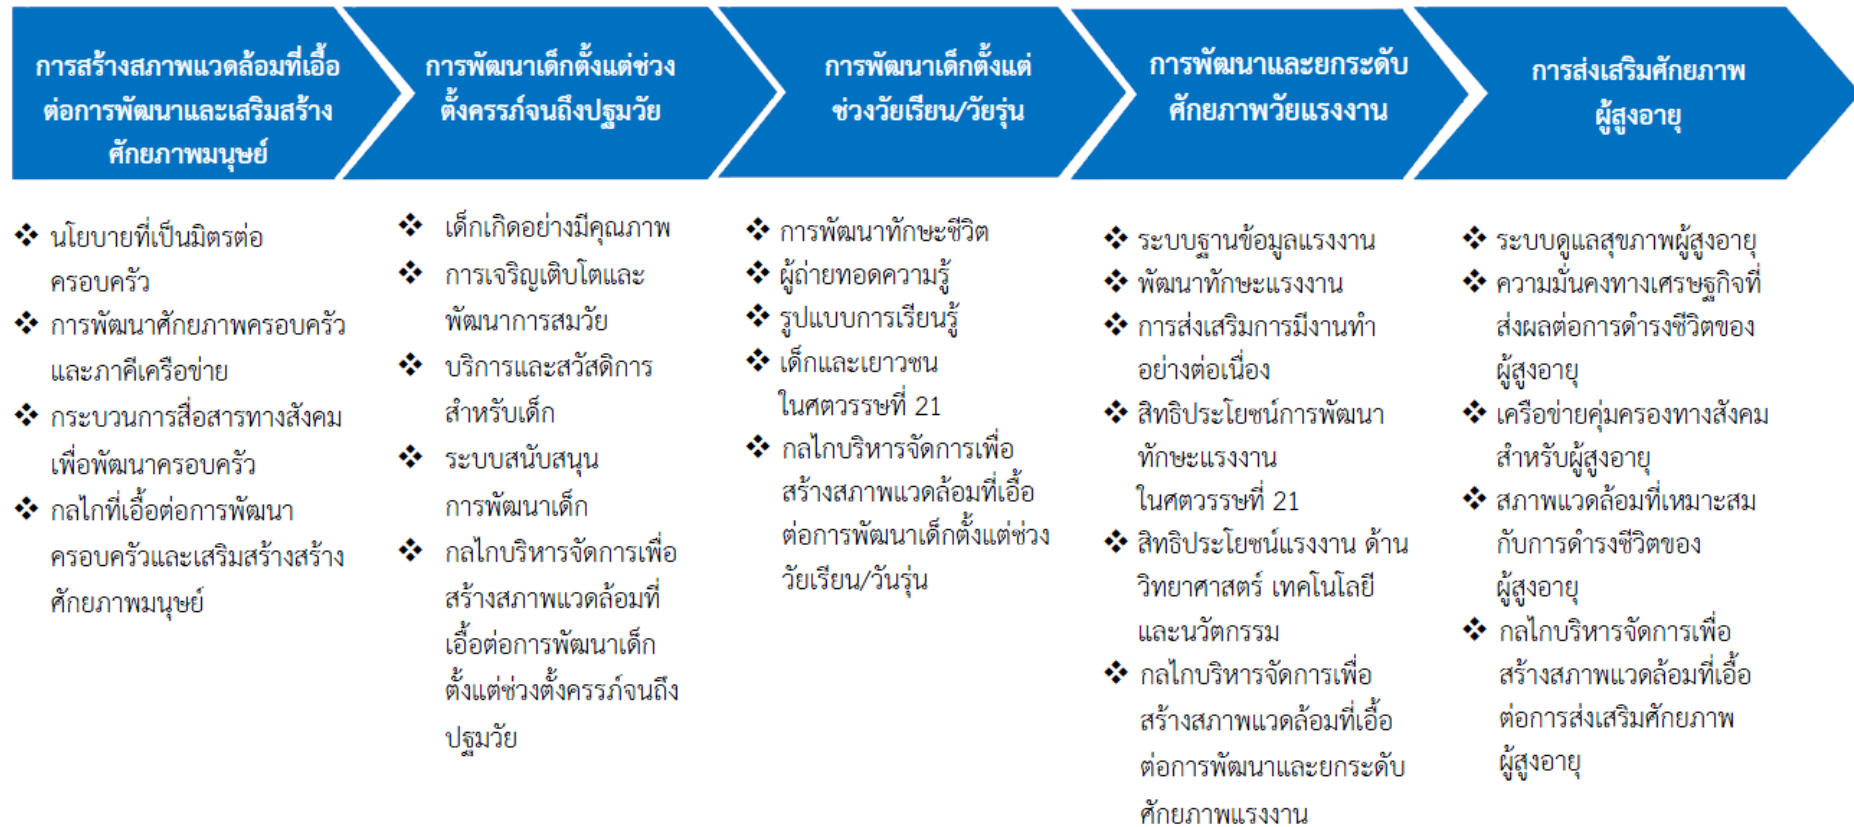 การสร้างสภาพแวดล้อมที่เอื้อ
ต่อการพัฒนาและเสริมสร้าง
ศักยภาพมนุษย์
การพัฒนาเด็กตั้งแต่ช่วง
ตั้งครรภ์จนถึงปฐมวัย
การพัฒนาเด็กตั้งแต่
ช่วงวัยเรียน/วัยรุ่น
การพัฒนาและยกระดับ
ศักยภาพวัยแรงงาน
การส่งเสริมศักยภาพ
ผู้สูงอายุ
❖ นโยบายที่เป็นมิตรต่อ
ครอบครัว
❖ การพัฒนาศักยภาพครอบครัว
และภาคีเครือข่าย
❖ กระบวนการสื่อสารทางสังคม
เพื่อพัฒนาครอบครัว
❖ กลไกที่เอื้อต่อการพัฒนา
ครอบครัวและเสริมสร้างสร้าง
ศักยภาพมนุษย์
❖ เด็กเกิดอย่างมีคุณภาพ
❖ การเจริญเติบโตและ
พัฒนาการสมวัย
❖ บริการและสวัสดิการ
สำหรับเด็ก
❖ ระบบสนับสนุน
การพัฒนาเด็ก
❖ กลไกบริหารจัดการเพื่อ
สร้างสภาพแวดล้อมที่
เอื้อต่อการพัฒนาเด็ก
ตั้งแต่ช่วงตั้งครรภ์จนถึง
ปฐมวัย
❖ การพัฒนาทักษะชีวิต
❖ ผู้ถ่ายทอดความรู้
❖ รูปแบบการเรียนรู้
❖ เด็กและเยาวชน
ในศตวรรษที่ 21
❖ กลไกบริหารจัดการเพื่อ
สร้างสภาพแวดล้อมที่เอื้อ
ต่อการพัฒนาเด็กตั้งแต่ช่วง
วัยเรียน/วันรุ่น
❖ ระบบฐานข้อมูลแรงงาน
❖ พัฒนาทักษะแรงงาน
❖ การส่งเสริมการมีงานทำ
อย่างต่อเนื่อง
❖ สิทธิประโยชน์การพัฒนา
ทักษะแรงงาน
ในศตวรรษที่ 21
❖ สิทธิประโยชน์แรงงาน ด้าน
วิทยาศาสตร์ เทคโนโลยี
และนวัตกรรม
❖ กลไกบริหารจัดการเพื่อ
สร้างสภาพแวดล้อมที่เอื้อ
ต่อการพัฒนาและยกระดับ
ศักยภาพแรงงาน
❖ ระบบดูแลสุขภาพผู้สูงอายุ
❖ ความมั่นคงทางเศรษฐกิจที่
ส่งผลต่อการดำรงชีวิตของ
ผู้สูงอายุ
❖ เครือข่ายคุ่มครองทางสังคม
สำหรับผู้สูงอายุ
❖ สภาพแวดล้อมที่เหมาะสม
กับการดำรงชีวิตของ
ผู้สูงอายุ
❖ กลไกบริหารจัดการเพื่อ
สร้างสภาพแวดล้อมที่เอื้อ
ต่อการส่งเสริมศักยภาพ
ผู้สูงอายุ